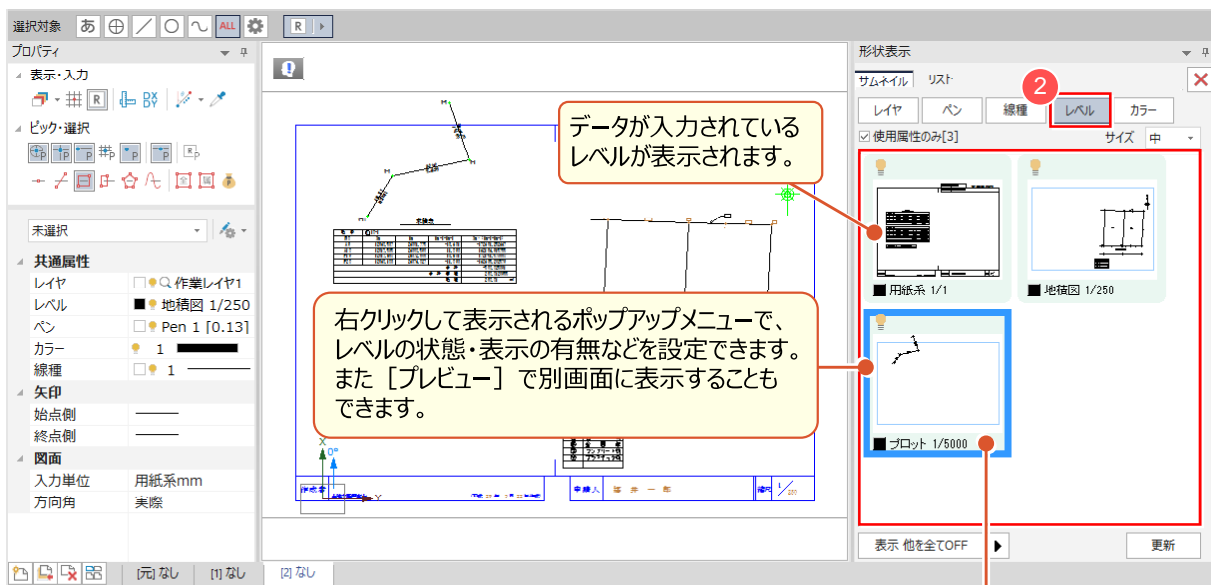 選択対象 あ ALL R
プロパティ
表示・入力
R
ピック・選択
未選択
共通属性
レイヤ 作業レイヤ1
レベル 地積図 1/250
ペン Pen 1 [0.13]
カラー 1
線種 1
矢印
始点側
終点側
図面
入力単位 用紙系mm
方向角 実際
[元] なし [1] なし [2] なし
データが入力されている
レベルが表示されます。
右クリックして表示されるポップアップメニューで、
レベルの状態・表示の有無などを設定できます。
また［プレビュー］で別画面に表示することも
できます。
X
0°
Y
申請人
形状表示
サムネイル リスト
2
レイヤ ペン 線種 レベル カラー
使用属性のみ[3] サイズ 中
用紙系 1/1
地積図 1/250
プロット 1/5000
表示 他を全てOFF
更新